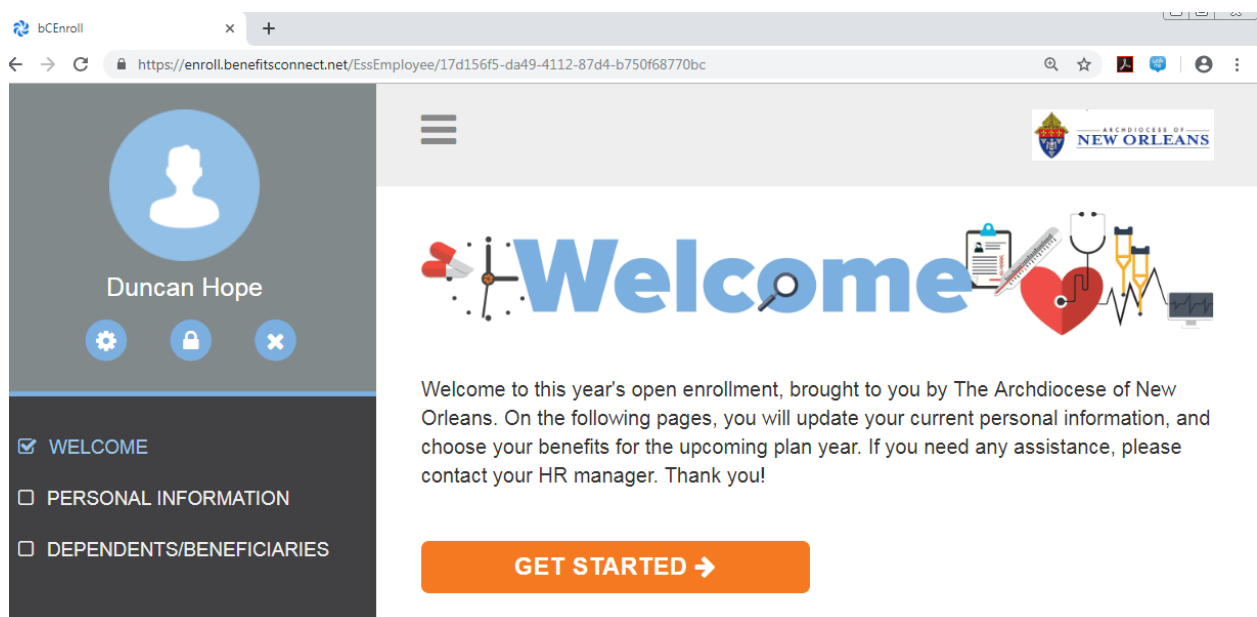 bCEnroll
https://enroll.benefitsconnect.net/EssEmployee/17d156f5-da49-4112-87d4-b750f68770bc
ARCHDIOCESE OF
NEW ORLEANS
Duncan Hope
WELCOME
PERSONAL INFORMATION
DEPENDENTS/BENEFICIARIES
Welcome
Welcome to this year's open enrollment, brought to you by The Archdiocese of New
Orleans. On the following pages, you will update your current personal information, and
choose your benefits for the upcoming plan year. If you need any assistance, please
contact your HR manager. Thank you!
GET STARTED